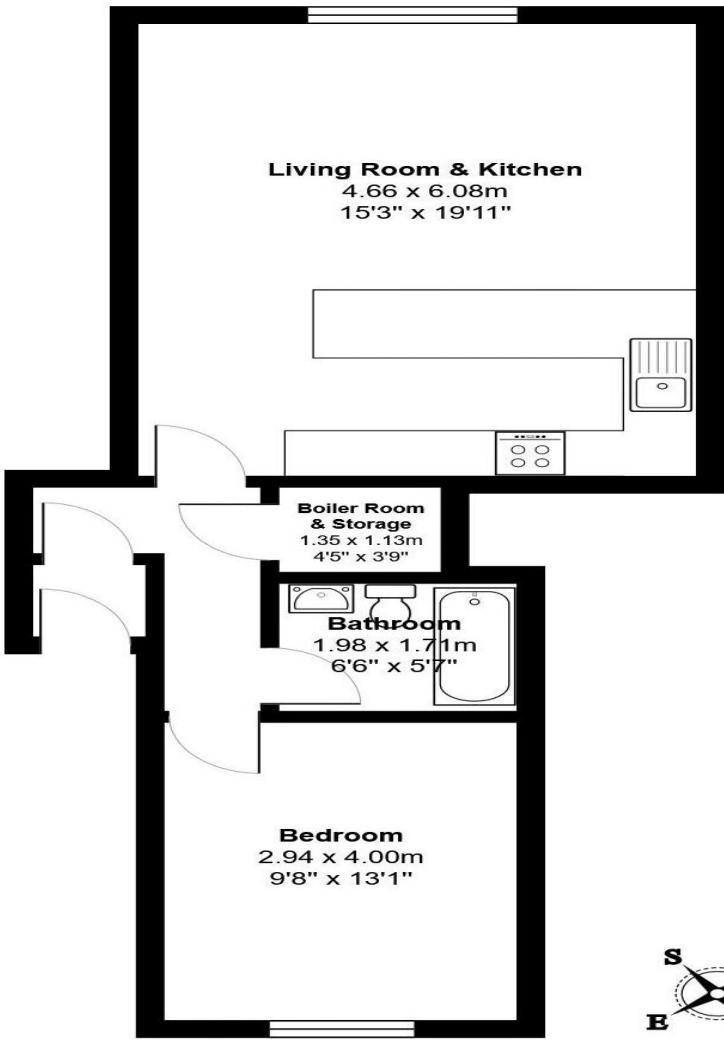 Living Room & Kitchen
4.66 x 6.08m
15'3" x 19'11"
Boiler Room
& Storage
1.35 x 1.13m
4'5" x 3'9"
Bathroom
1.98 x 1.71m
6'6" x 5'7"
Bedroom
2.94 x 4.00m
9'8" x 13'1"
S
E